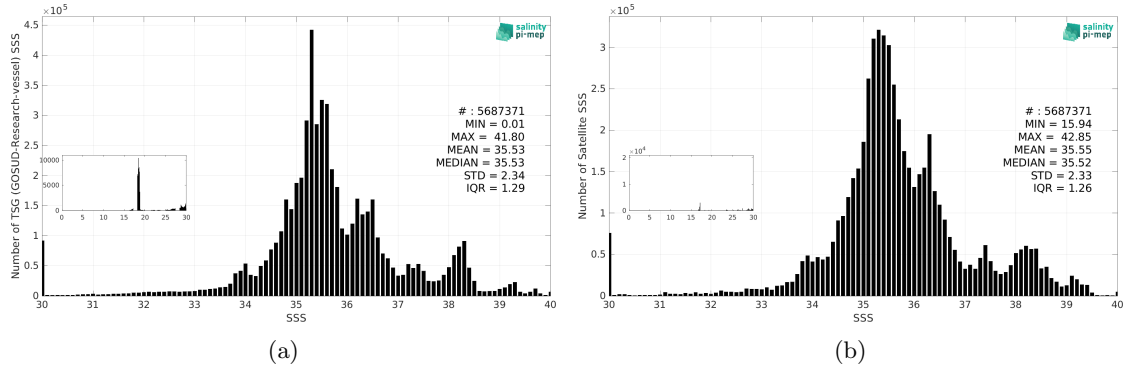 ×10^5
4.5
4
3.5
3
2.5
2
1.5
1
0.5
0
Number of TSG (GOSUD-Research-vessel) SSS
salinity
pi-mep
# : 5687371
MIN = 0.01
MAX = 41.80
MEAN = 35.53
MEDIAN = 35.53
STD = 2.34
IQR = 1.29
10000
5000
0
0 5 10 15 20 25 30
30 31 32 33 34 35 36 37 38 39 40
SSS
(a)
×10^5
3
2.5
2
1.5
1
0.5
0
Number of Satellite SSS
salinity
pi-mep
# : 5687371
MIN = 15.94
MAX = 42.85
MEAN = 35.55
MEDIAN = 35.52
STD = 2.33
IQR = 1.26
×10^4
2
1
0
0 5 10 15 20 25 30
30 31 32 33 34 35 36 37 38 39 40
SSS
(b)